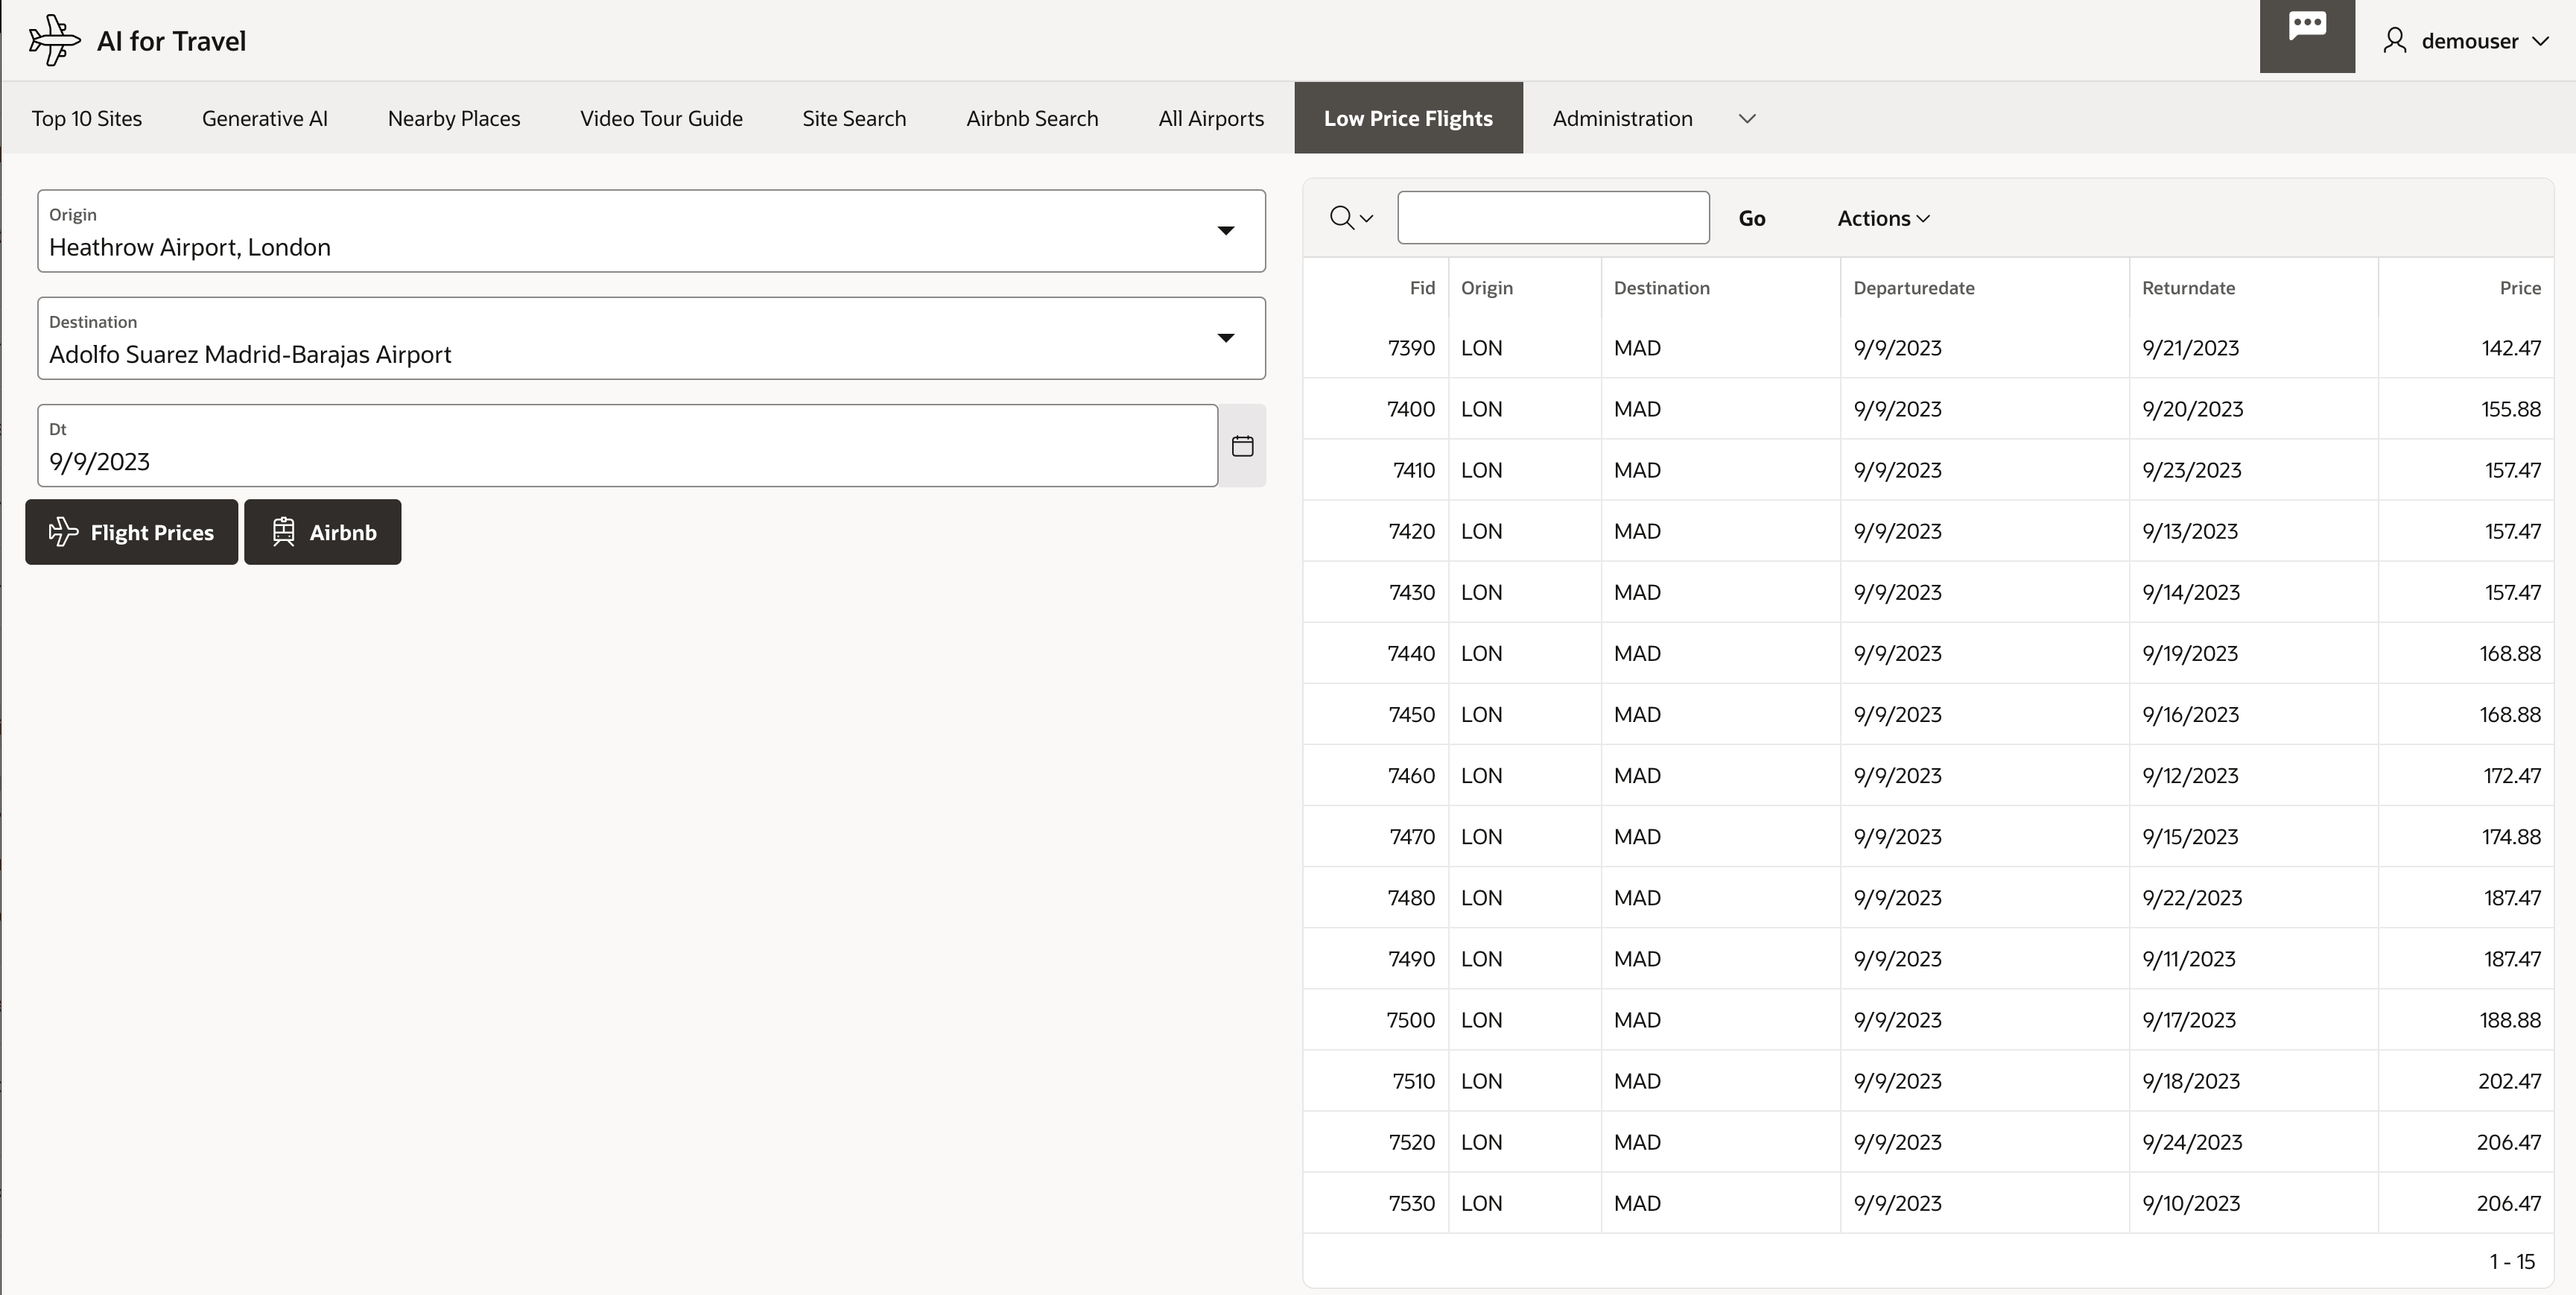 AI for Travel
demouser
Top 10 Sites Generative AI Nearby Places Video Tour Guide Site Search Airbnb Search All Airports Low Price Flights Administration
Origin
Heathrow Airport, London
Destination
Adolfo Suarez Madrid-Barajas Airport
Dt
9/9/2023
Flight Prices Airbnb
Go Actions
Fid Origin Destination Departuredate Returndate Price
7390 LON MAD 9/9/2023 9/21/2023 142.47
7400 LON MAD 9/9/2023 9/20/2023 155.88
7410 LON MAD 9/9/2023 9/23/2023 157.47
7420 LON MAD 9/9/2023 9/13/2023 157.47
7430 LON MAD 9/9/2023 9/14/2023 157.47
7440 LON MAD 9/9/2023 9/19/2023 168.88
7450 LON MAD 9/9/2023 9/16/2023 168.88
7460 LON MAD 9/9/2023 9/12/2023 172.47
7470 LON MAD 9/9/2023 9/15/2023 174.88
7480 LON MAD 9/9/2023 9/22/2023 187.47
7490 LON MAD 9/9/2023 9/11/2023 187.47
7500 LON MAD 9/9/2023 9/17/2023 188.88
7510 LON MAD 9/9/2023 9/18/2023 202.47
7520 LON MAD 9/9/2023 9/24/2023 206.47
7530 LON MAD 9/9/2023 9/10/2023 206.47
1 - 15